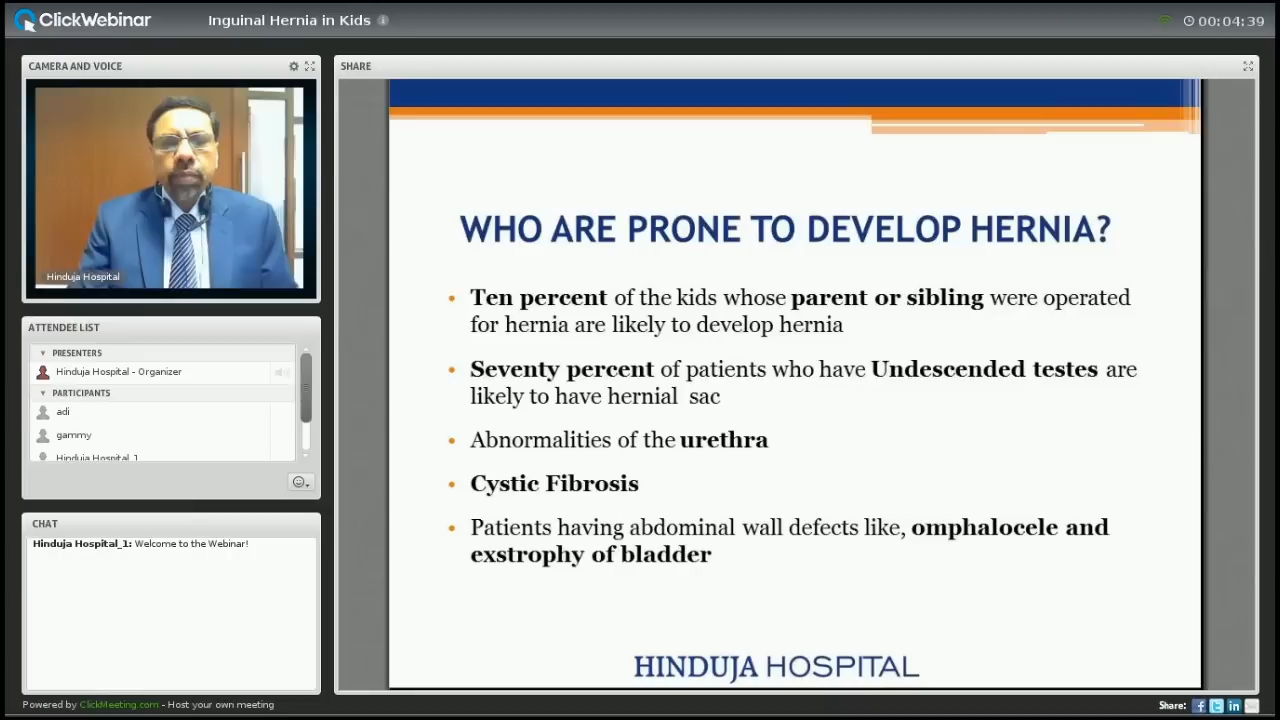 ClickWebinar
Inguinal Hernia in Kids
00:04:39
CAMERA AND VOICE
Hinduja Hospital
ATTENDEE LIST
PRESENTERS
Hinduja Hospital - Organizer
PARTICIPANTS
adi
gammy
Hinduja Hospital_1
CHAT
Hinduja Hospital_1: Welcome to the Webinar!
SHARE
WHO ARE PRONE TO DEVELOP HERNIA?
• Ten percent of the kids whose parent or sibling were operated
for hernia are likely to develop hernia
• Seventy percent of patients who have Undescended testes are
likely to have hernial sac
• Abnormalities of the urethra
• Cystic Fibrosis
• Patients having abdominal wall defects like, omphalocele and
exstrophy of bladder
HINDUJA HOSPITAL
Powered by ClickMeeting.com - Host your own meeting
Share: